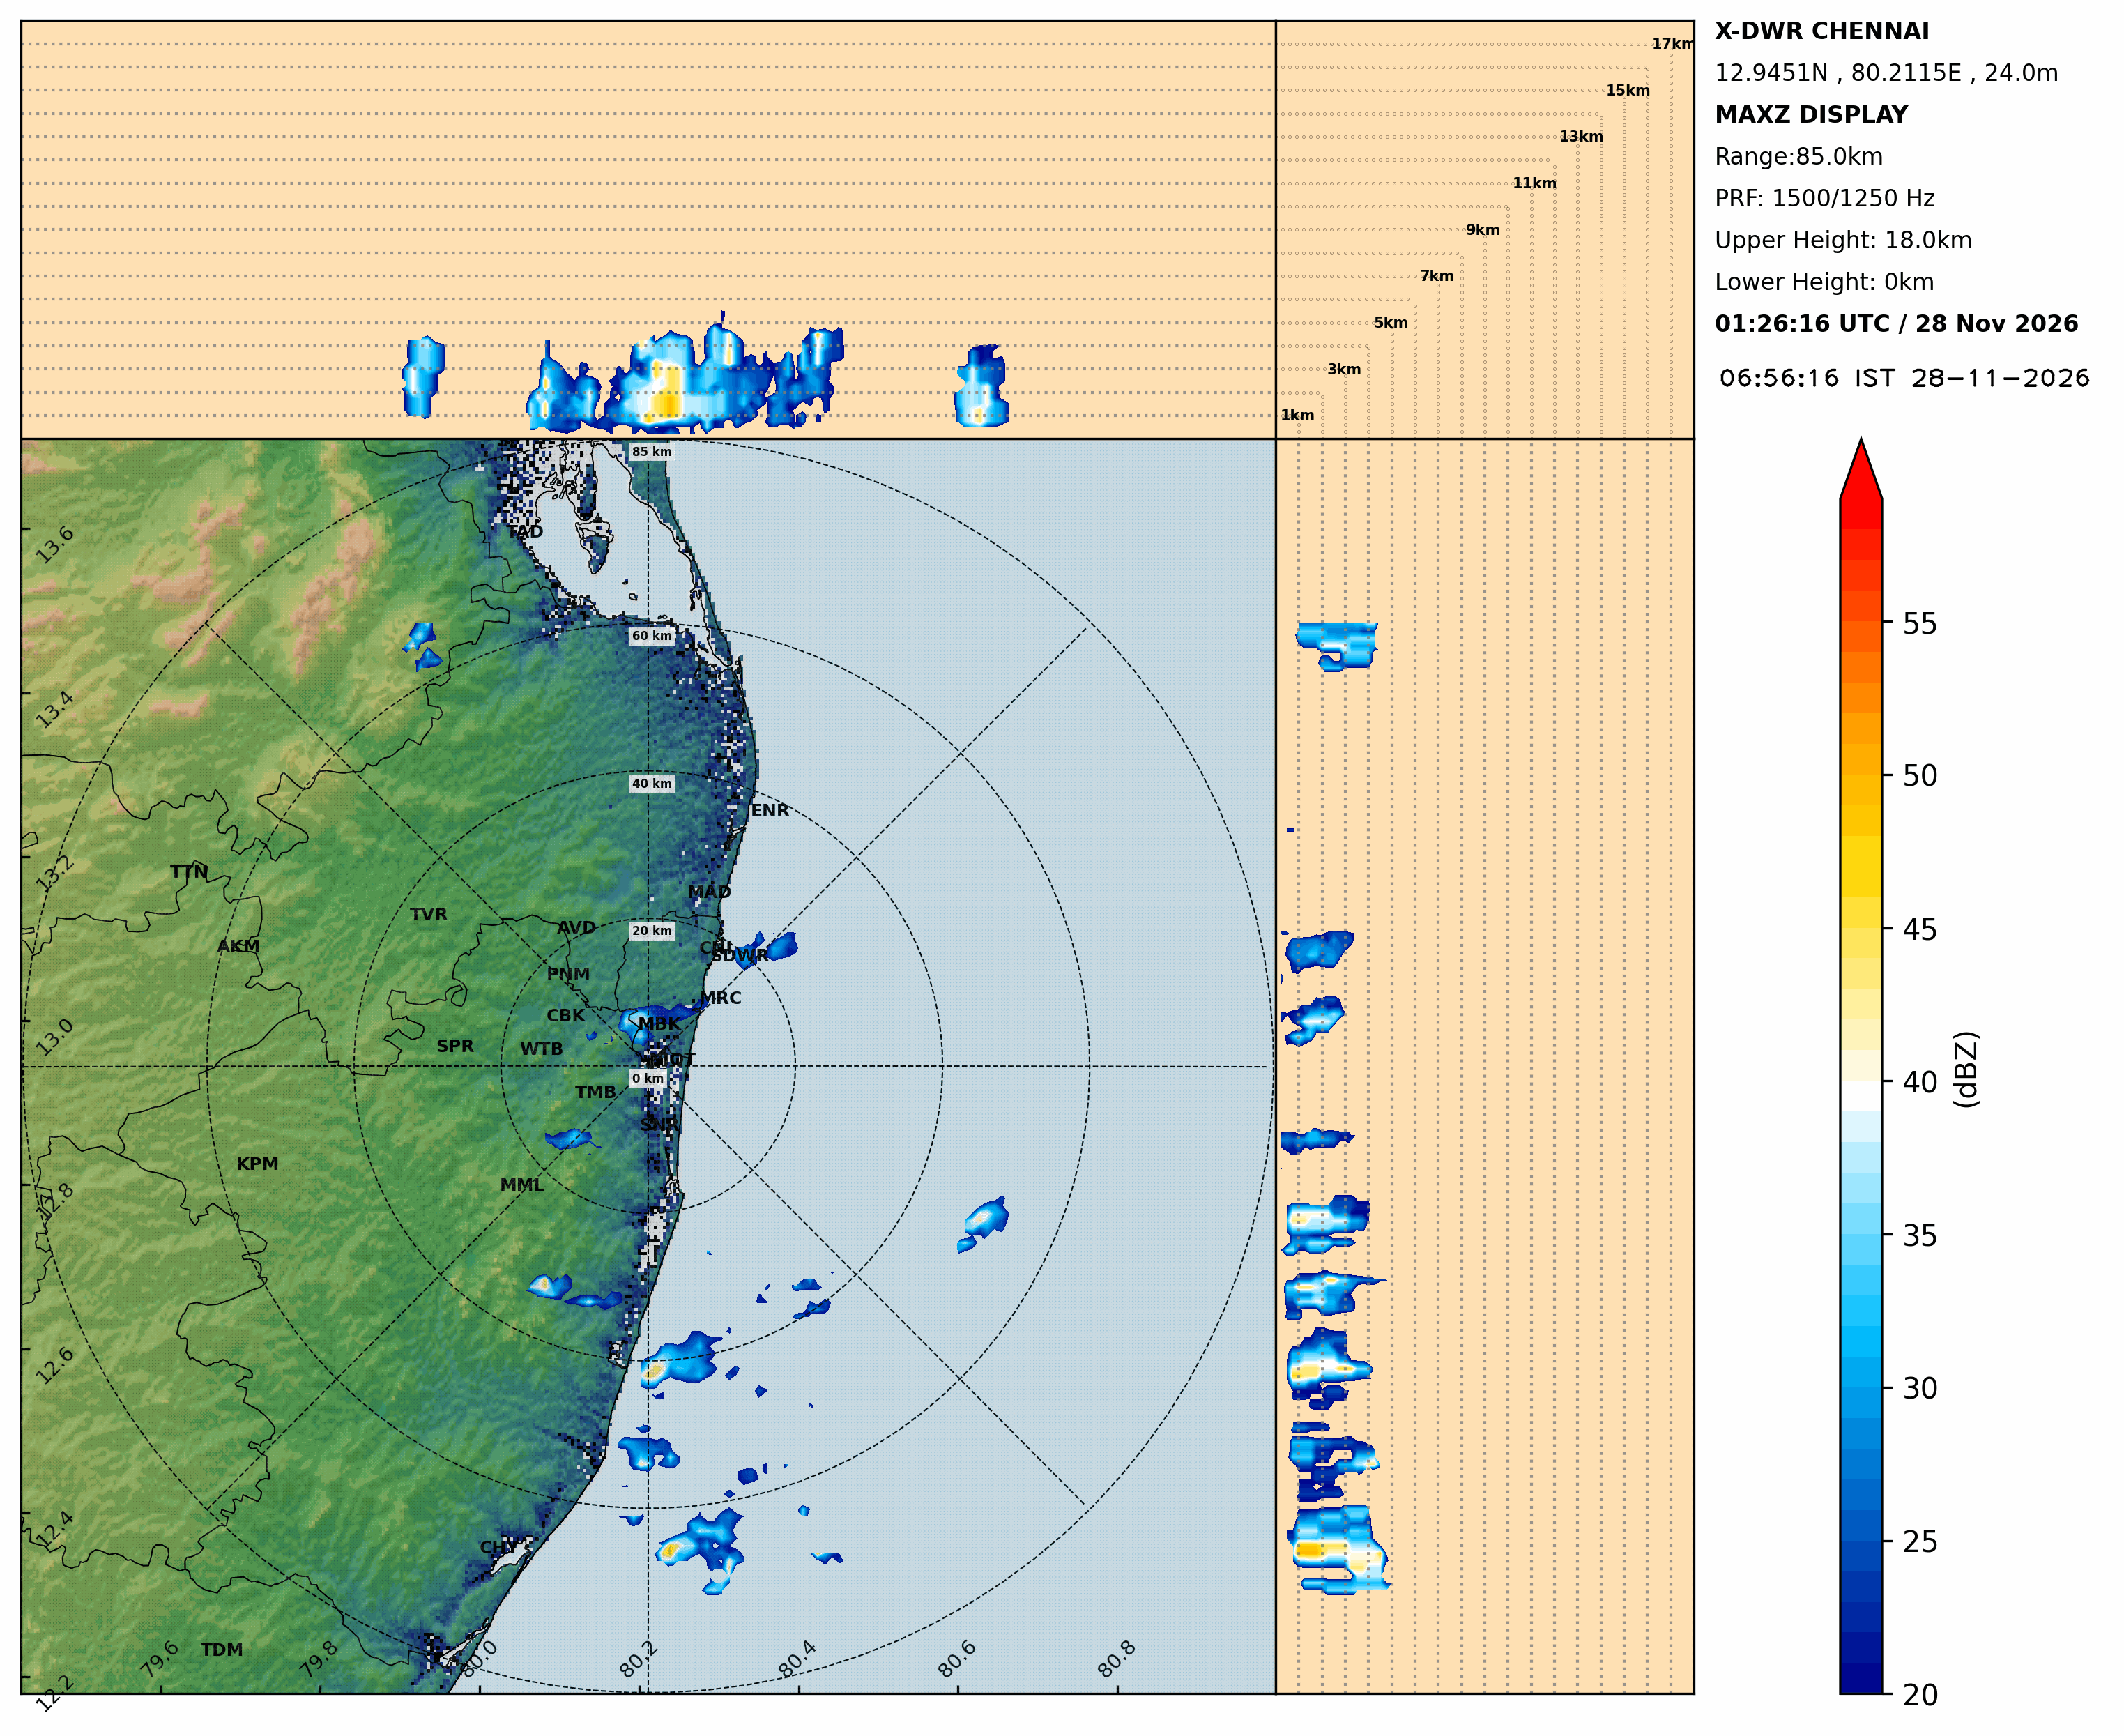 X-DWR CHENNAI
12.9451N , 80.2115E , 24.0m
MAXZ DISPLAY
Range:85.0km
PRF: 1500/1250 Hz
Upper Height: 18.0km
Lower Height: 0km
01:26:16 UTC / 28 Nov 2026
06:56:16 IST 28-11-2026
17km
15km
13km
11km
9km
7km
5km
3km
1km
85 km
60 km
40 km
20 km
0 km
TAD
ENR
TTN
MAD
TVR
AVD
AKM
CNL
SDWR
PNM
MRC
CBK
MBK
SPR
WTB
MOT
TMB
SNR
KPM
MML
CHY
TDM
13.6
13.4
13.2
13.0
12.8
12.6
12.4
12.2
79.6
79.8
80.0
80.2
80.4
80.6
80.8
55
50
45
40
35
30
25
20
(dBZ)